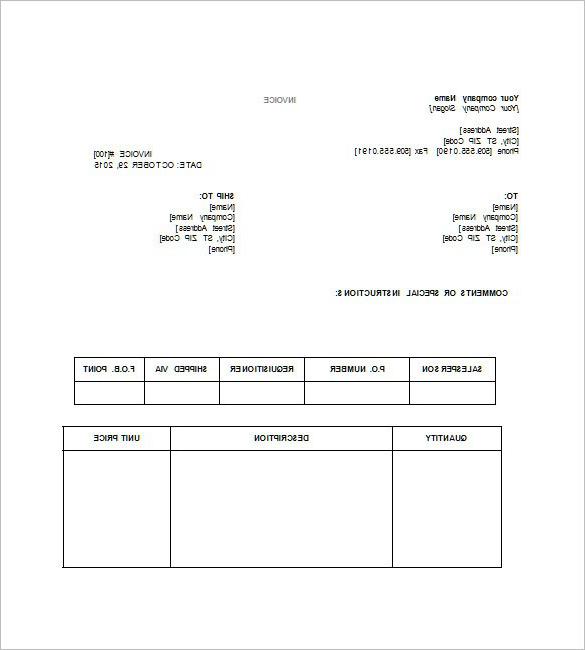 Your company Name
INVOICE
[Your Company Slogan]
[Street Address]
[City, ST ZIP Code]
Phone [509.555.0190] Fax [509.555.0191]
INVOICE #[100]
DATE: OCTOBER, 29, 2015
TO:
[Name]
[Company Name]
[Street Address]
[City, ST ZIP Code]
[Phone]
SHIP TO:
[Name]
[Company Name]
[Street Address]
[City, ST ZIP Code]
[Phone]
COMMENTS OR SPECIAL INSTRUCTIONS:
SALESPERSON P.O. NUMBER REQUISITIONER SHIPPED VIA F.O.B. POINT
QUANTITY DESCRIPTION UNIT PRICE